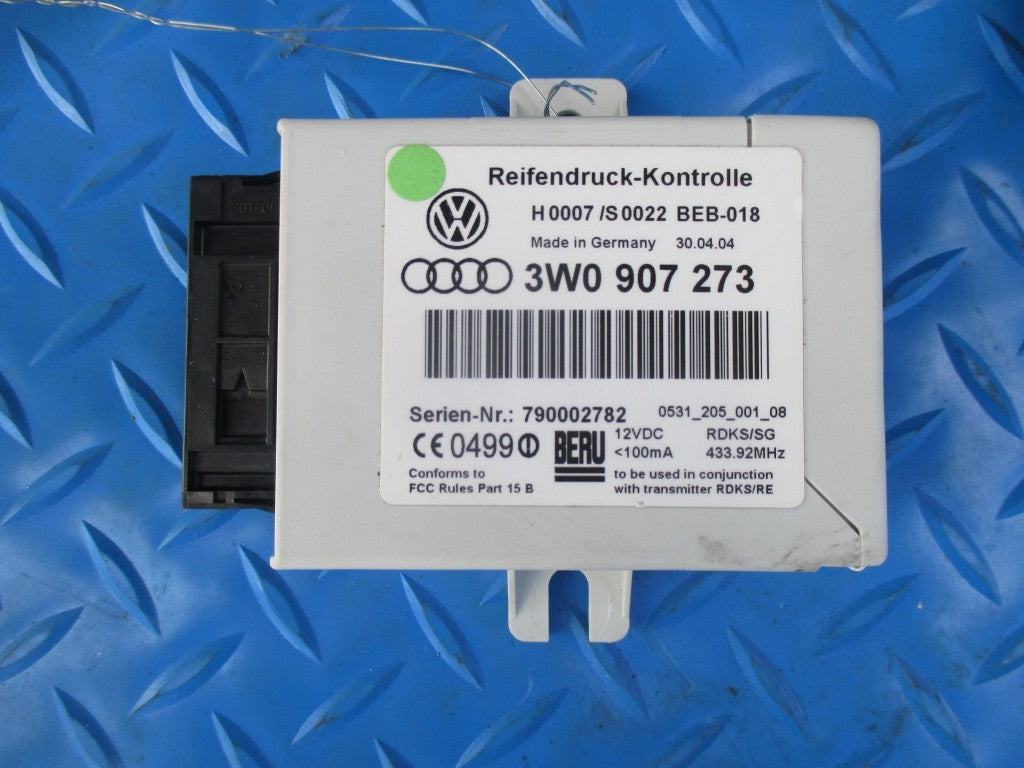 Reifendruck-Kontrolle
H0007 /S0022 BEB-018
Made in Germany 30.04.04
3W0 907 273
Serien-Nr.: 790002782 0531_205_001_08
CE 0499 BERU 12VDC RDKS/SG
<100mA 433.92MHz
Conforms to to be used in conjunction
FCC Rules Part 15 B with transmitter RDKS/RE